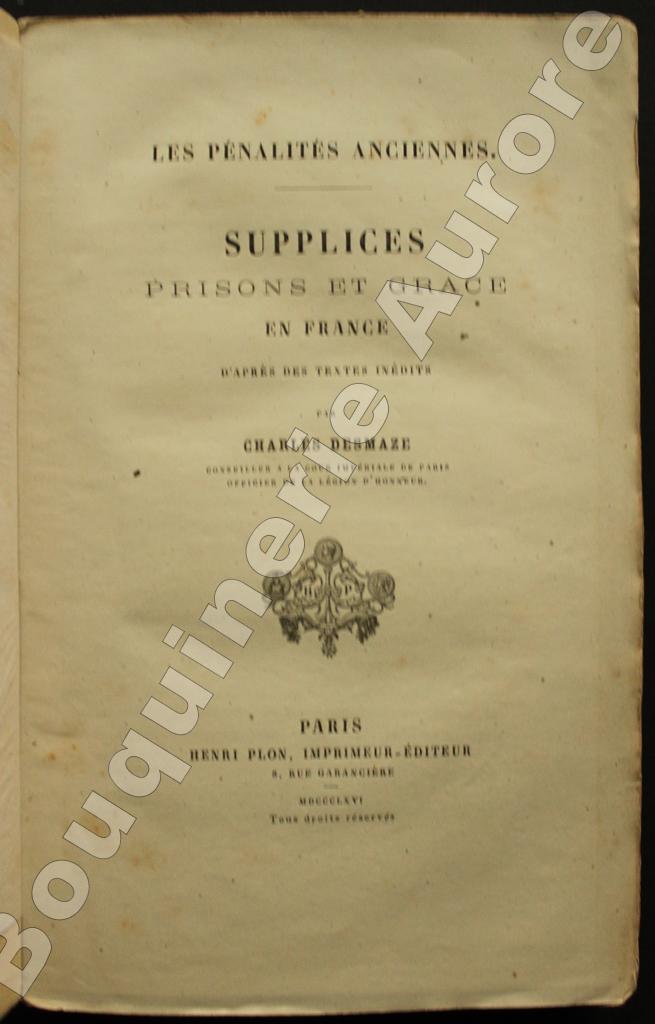 LES PÉNALITÉS ANCIENNES.
SUPPLICES
PRISONS ET GRACE
EN FRANCE
D'APRÈS DES TEXTES INÉDITS
PAR
CHARLES DESMAZE
CONSEILLER A LA COUR IMPÉRIALE DE PARIS
OFFICIER DE LA LÉGION D'HONNEUR.
H P
PARIS
HENRI PLON, IMPRIMEUR-ÉDITEUR
8, RUE GARANCIÈRE
MDCCCLXVI
Tous droits réservés
Bouquinerie Aurore